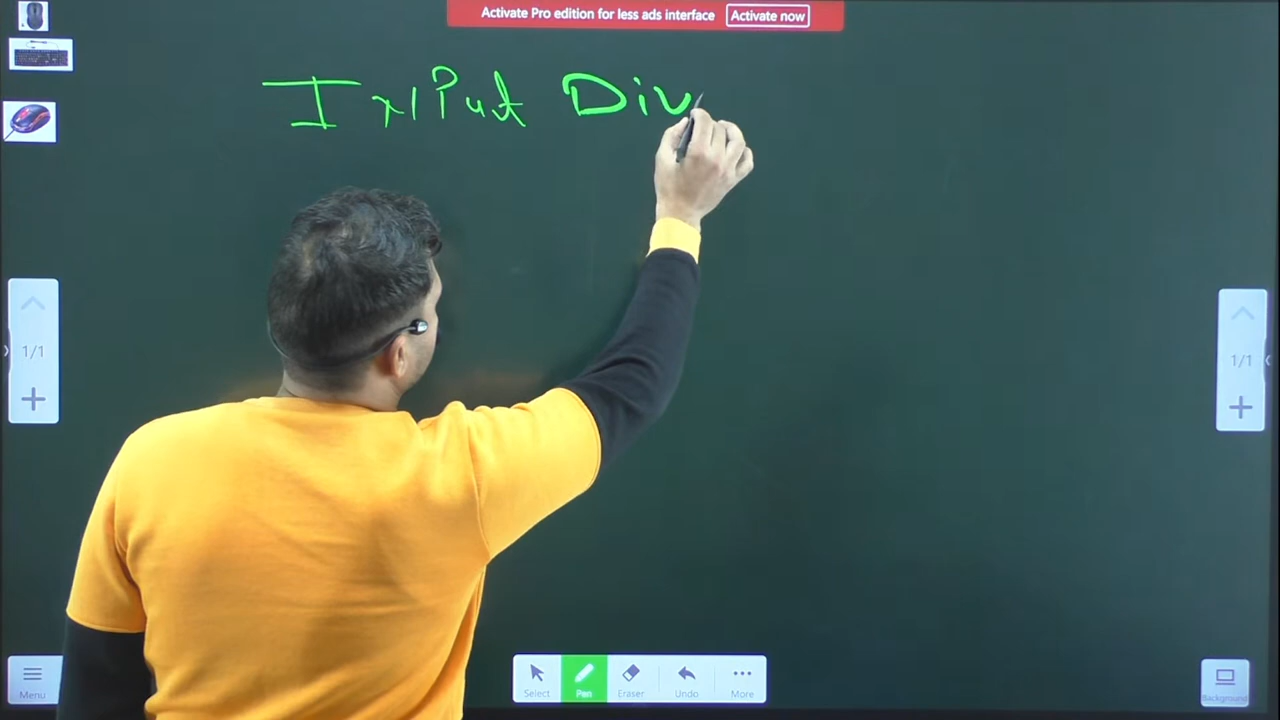 Activate Pro edition for less ads interface Activate now
Input Div
1/1
1/1
Menu
Select Pen Eraser Undo More
Background